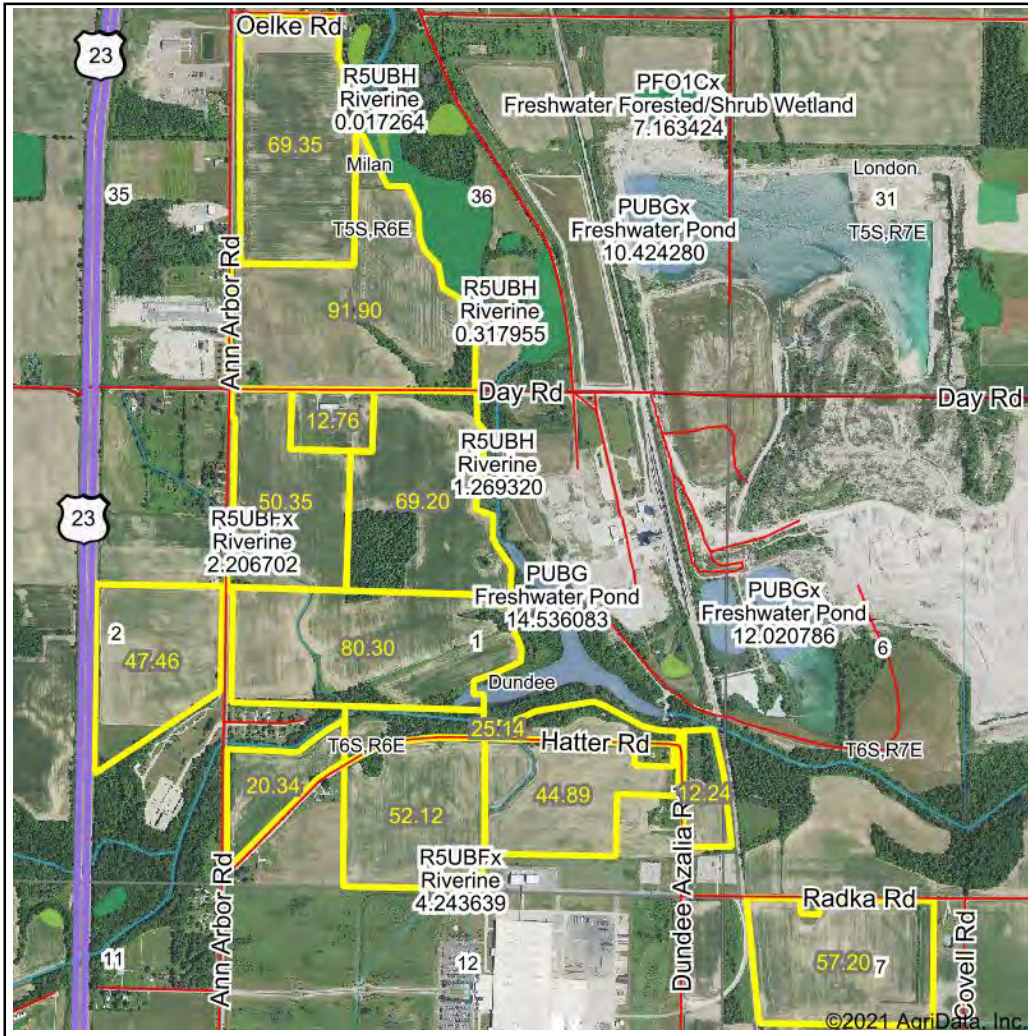 Oelke Rd
23
R5UBH
Riverine
0.017264
PFO1Cx
Freshwater Forested/Shrub Wetland
7.163424
69.35
Milan
London
35
36
31
PUBGx
Freshwater Pond
10.424280
T5S,R6E
T5S,R7E
Ann Arbor Rd
91.90
R5UBH
Riverine
0.317955
Day Rd
Day Rd
12.76
R5UBH
Riverine
1.269320
50.35
69.20
23
R5UBFx
Riverine
2.206702
PUBG
Freshwater Pond
14.536083
PUBGx
Freshwater Pond
12.020786
2
47.46
80.30
1
6
Dundee
25.14
Hatter Rd
T6S,R6E
T6S,R7E
20.34
52.12
44.89
12.24
Dundee Azalia R
R5UBFx
Riverine
4.243639
Ann Arbor Rd
Radka Rd
Covell Rd
11
12
57.20
7
©2021 AgriData, Inc